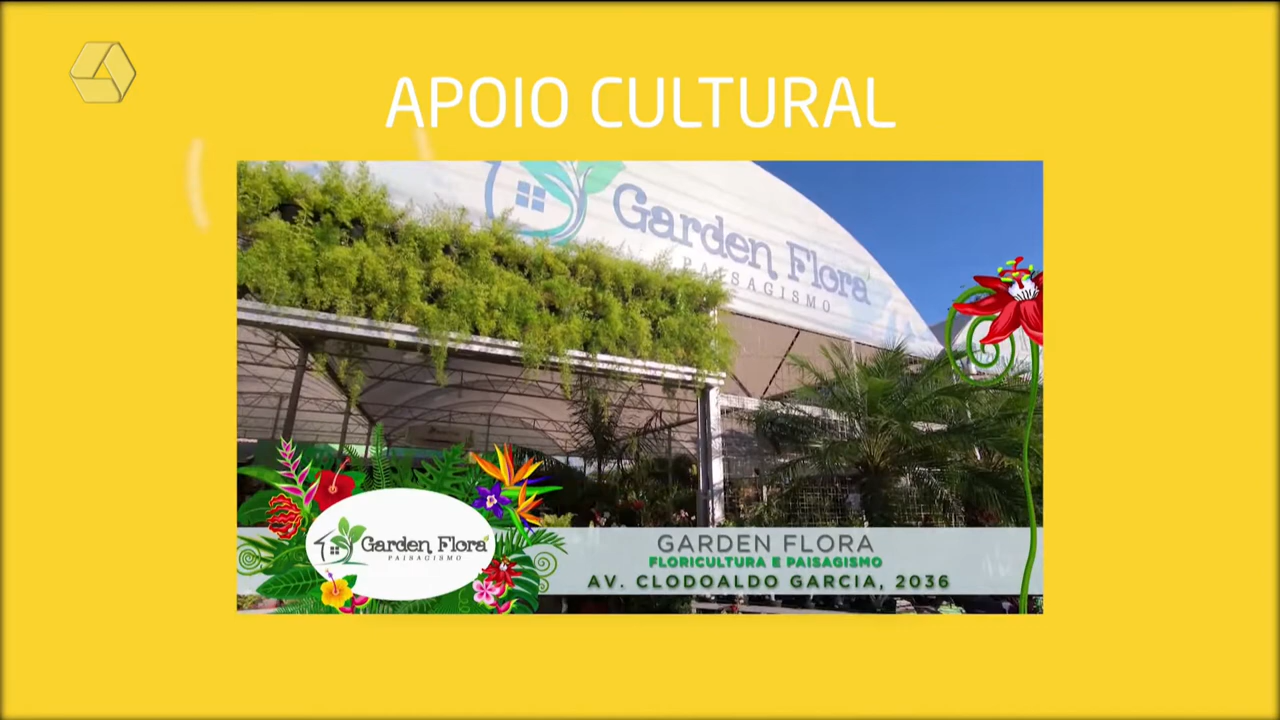 APOIO CULTURAL
Garden Flora
PAISAGISMO
Garden Flora
PAISAGISMO
GARDEN FLORA
FLORICULTURA E PAISAGISMO
AV. CLODOALDO GARCIA, 2036